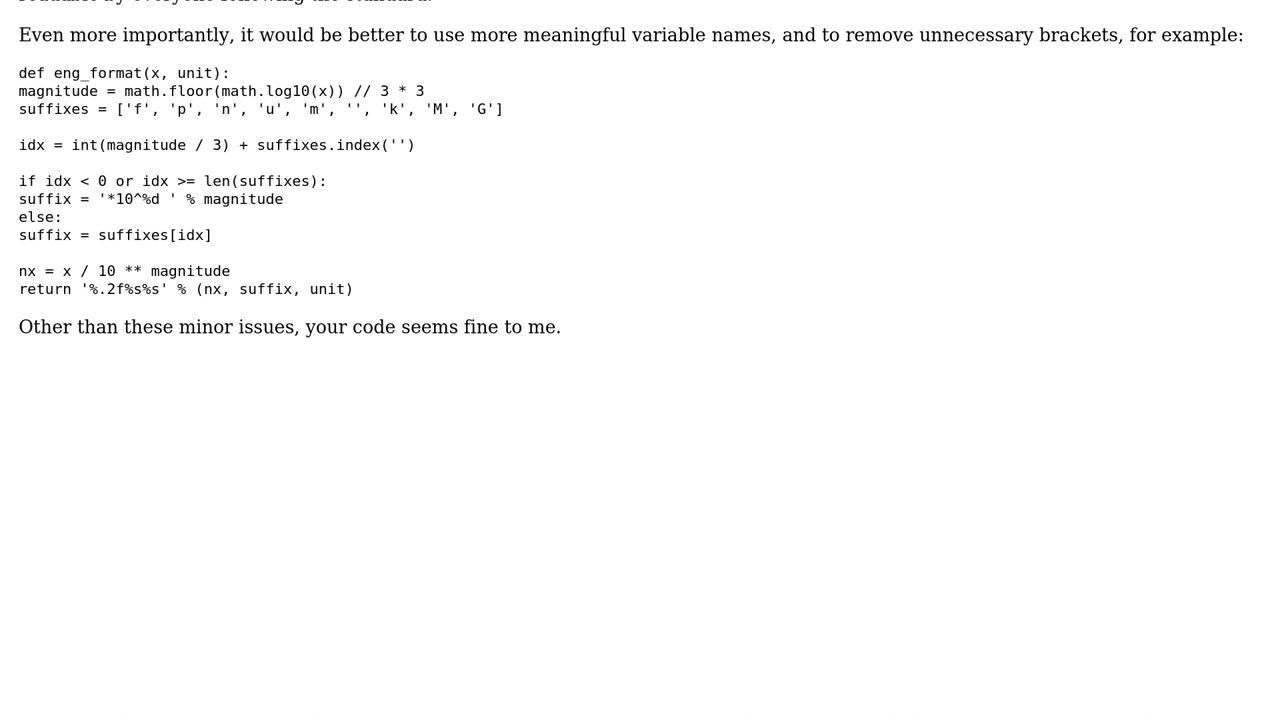 Even more importantly, it would be better to use more meaningful variable names, and to remove unnecessary brackets, for example:
def eng_format(x, unit):
magnitude = math.floor(math.log10(x)) // 3 * 3
suffixes = ['f', 'p', 'n', 'u', 'm', '', 'k', 'M', 'G']
idx = int(magnitude / 3) + suffixes.index('')
if idx < 0 or idx >= len(suffixes):
suffix = '*10^%d ' % magnitude
else:
suffix = suffixes[idx]
nx = x / 10 ** magnitude
return '%.2f%s%s' % (nx, suffix, unit)
Other than these minor issues, your code seems fine to me.